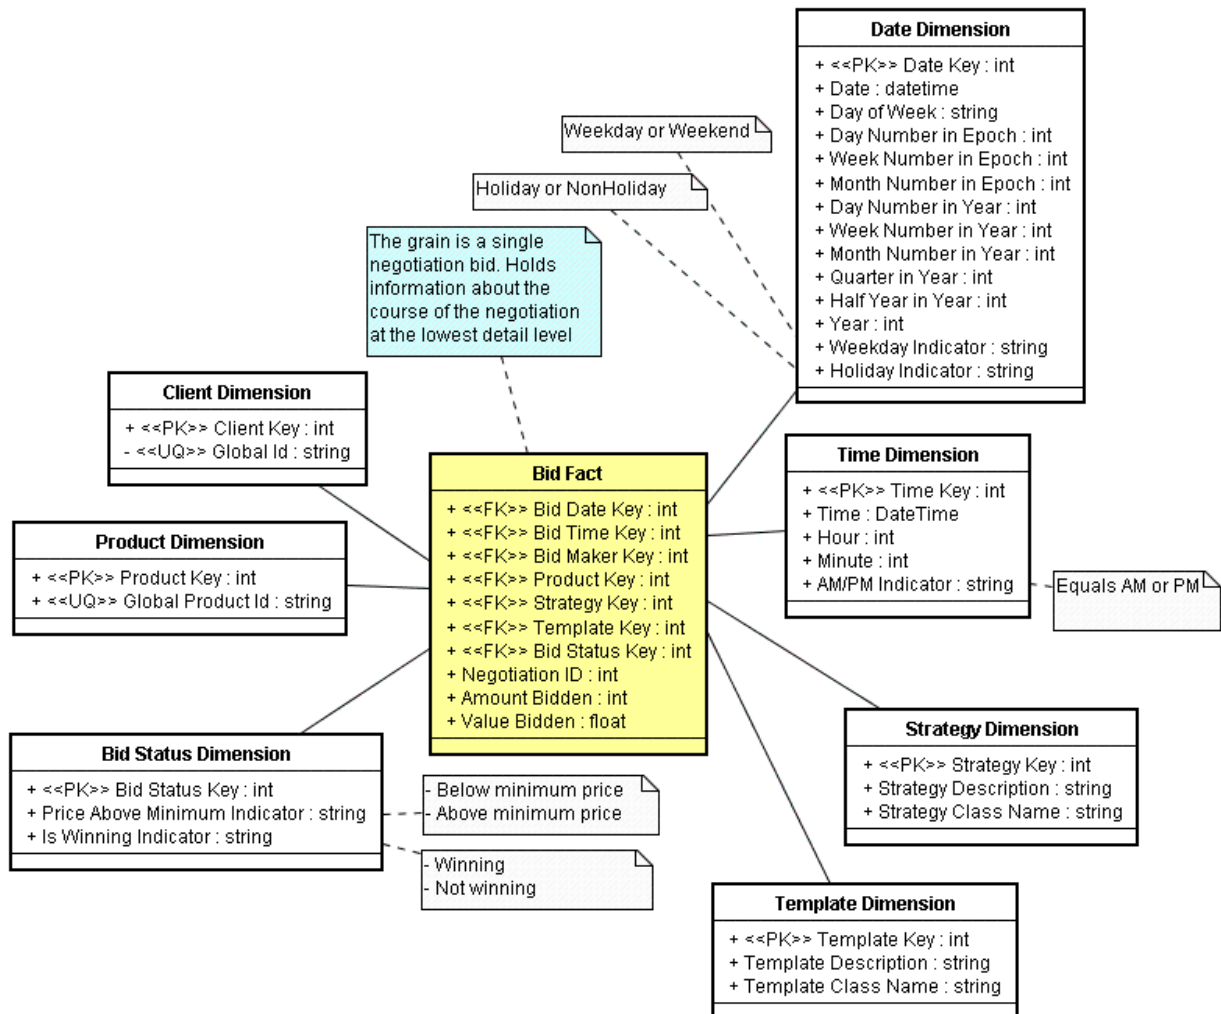 Date Dimension
+ <<PK>> Date Key : int
+ Date : datetime
+ Day of Week : string
+ Day Number in Epoch : int
+ Week Number in Epoch : int
+ Month Number in Epoch : int
+ Day Number in Year : int
+ Week Number in Year : int
+ Month Number in Year : int
+ Quarter in Year : int
+ Half Year in Year : int
+ Year : int
+ Weekday Indicator : string
+ Holiday Indicator : string
Weekday or Weekend
Holiday or NonHoliday
The grain is a single
negotiation bid. Holds
information about the
course of the negotiation
at the lowest detail level
Client Dimension
+ <<PK>> Client Key : int
- <<UQ>> Global Id : string
Bid Fact
+ <<FK>> Bid Date Key : int
+ <<FK>> Bid Time Key : int
+ <<FK>> Bid Maker Key : int
+ <<FK>> Product Key : int
+ <<FK>> Strategy Key : int
+ <<FK>> Template Key : int
+ <<FK>> Bid Status Key : int
+ Negotiation ID : int
+ Amount Bidden : int
+ Value Bidden : float
Time Dimension
+ <<PK>> Time Key : int
+ Time : DateTime
+ Hour : int
+ Minute : int
+ AM/PM Indicator : string
Equals AM or PM
Product Dimension
+ <<PK>> Product Key : int
+ <<UQ>> Global Product Id : string
Bid Status Dimension
+ <<PK>> Bid Status Key : int
+ Price Above Minimum Indicator : string
+ Is Winning Indicator : string
- Below minimum price
- Above minimum price
- Winning
- Not winning
Strategy Dimension
+ <<PK>> Strategy Key : int
+ Strategy Description : string
+ Strategy Class Name : string
Template Dimension
+ <<PK>> Template Key : int
+ Template Description : string
+ Template Class Name : string